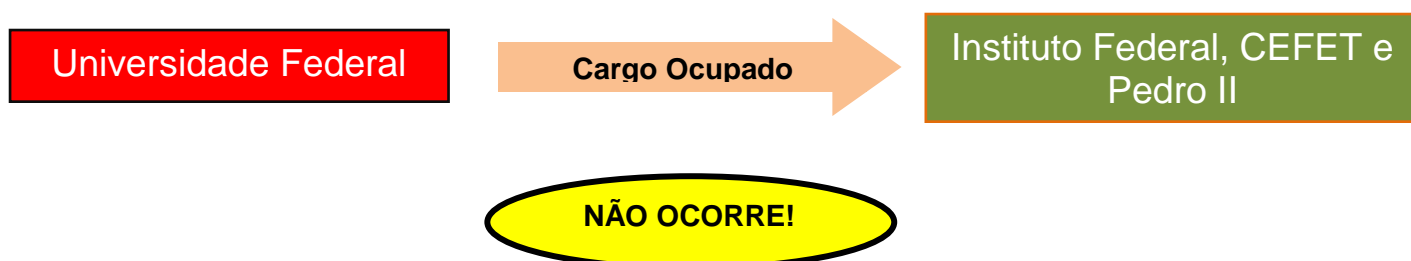 Universidade Federal
Cargo Ocupado
Instituto Federal, CEFET e
Pedro II
NÃO OCORRE!